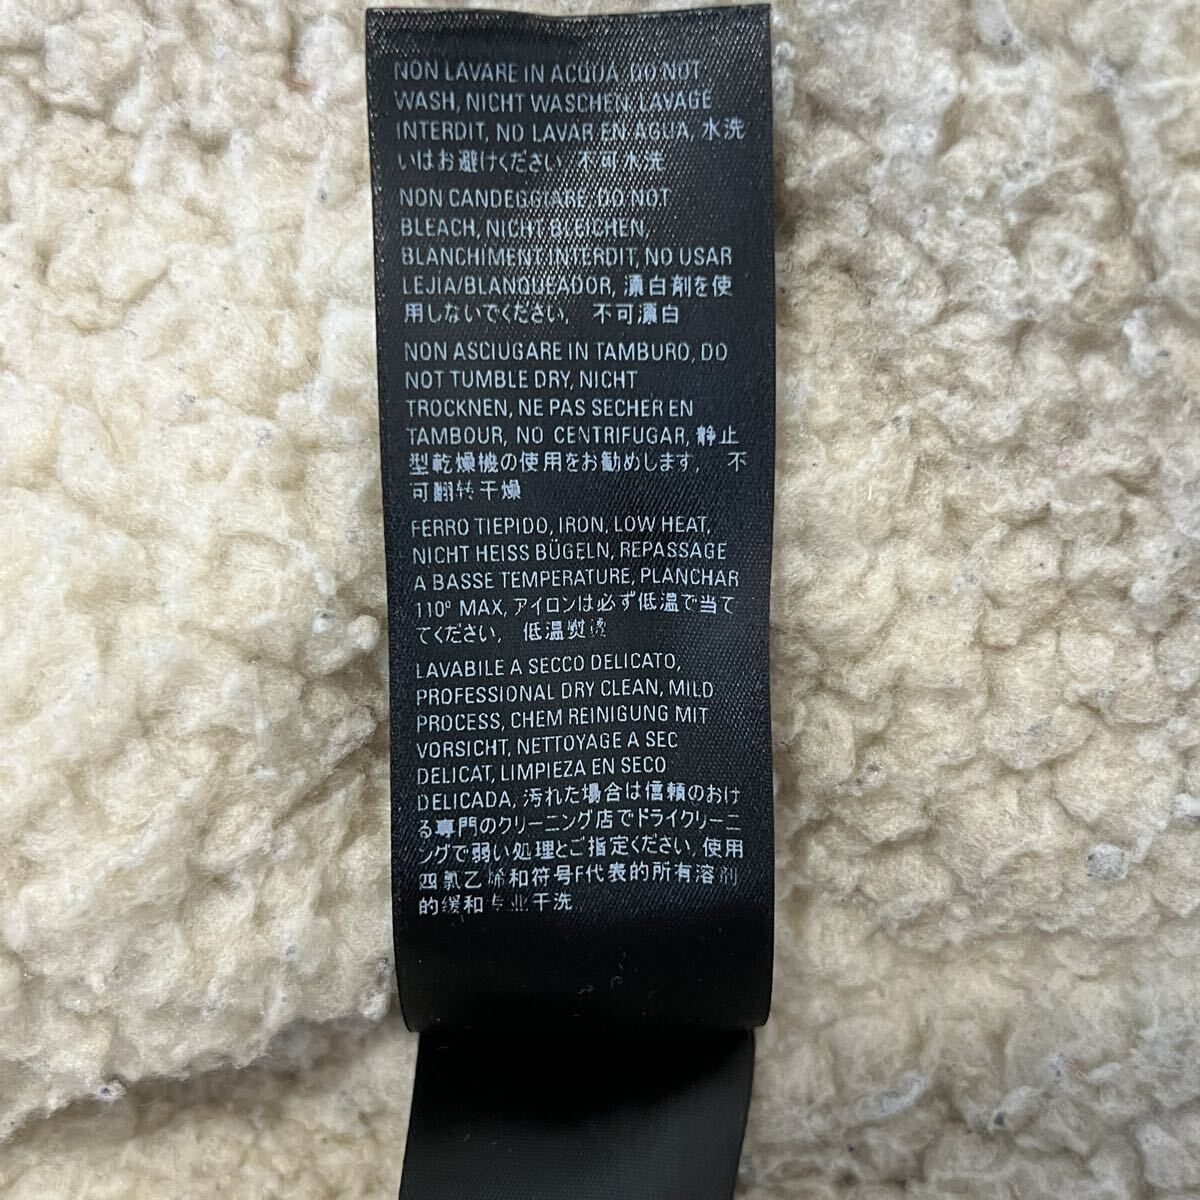 NON LAVARE IN ACQUA, DO NOT
WASH, NICHT WASCHEN, LAVAGE
INTERDIT, NO LAVAR EN AGUA, 水洗
いはお避けください 不可水洗
NON CANDEGGIARE, DO NOT
BLEACH, NICHT BLEICHEN,
BLANCHIMENT INTERDIT, NO USAR
LEJIA/BLANQUEADOR, 漂白剤を使
用しないでください, 不可漂白
NON ASCIUGARE IN TAMBURO, DO
NOT TUMBLE DRY, NICHT
TROCKNEN, NE PAS SECHER EN
TAMBOUR, NO CENTRIFUGAR, 静止
型乾燥機の使用をお勧めします, 不
可翻转干燥
FERRO TIEPIDO, IRON, LOW HEAT,
NICHT HEISS BÜGELN, REPASSAGE
A BASSE TEMPERATURE, PLANCHAR
110° MAX, アイロンは必ず低温で当て
てください, 低温熨烫
LAVABILE A SECCO DELICATO,
PROFESSIONAL DRY CLEAN, MILD
PROCESS, CHEM REINIGUNG MIT
VORSICHT, NETTOYAGE A SEC
DELICAT, LIMPIEZA EN SECO
DELICADA, 汚れた場合は信頼のおけ
る専門のクリーニング店でドライクリーニ
ングで弱い処理とご指定ください, 使用
四氯乙烯和符号F代表的所有溶剂
的缓和专业干洗